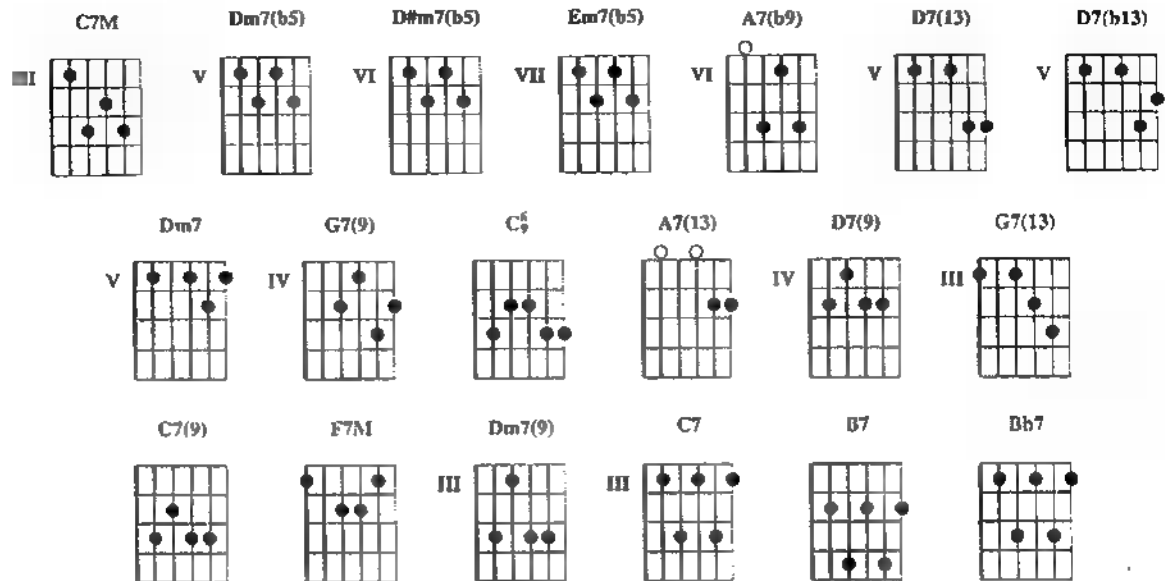 C7M Dm7(b5) D#m7(b5) Em7(b5) A7(b9) D7(13) D7(b13)
V VI VII VI V V
Dm7 G7(9) C 6 9 A7(13) D7(9) G7(13)
V IV IV III
C7(9) F7M Dm7(9) C7 B7 Bb7
III III